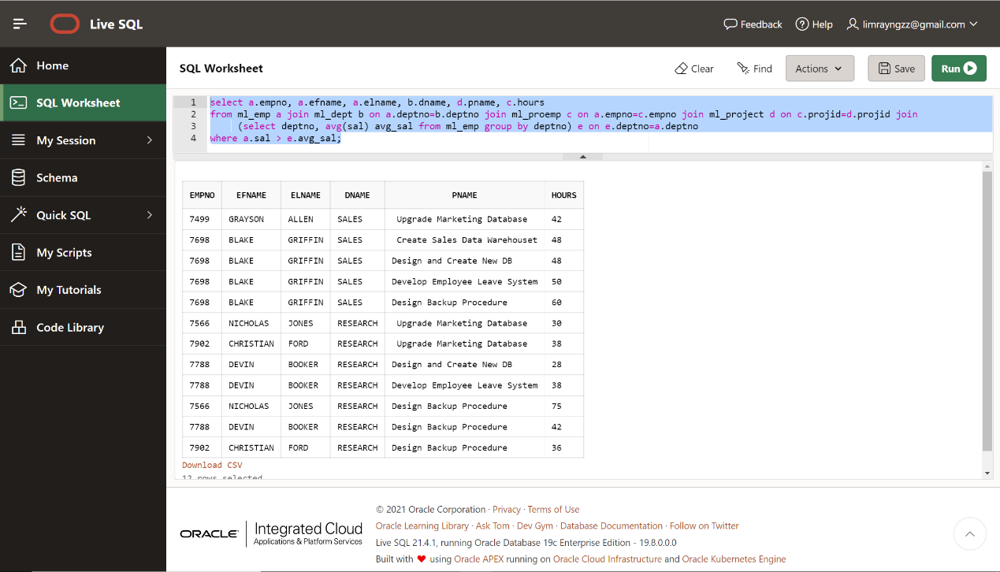 Live SQL
Feedback
Help
limrayngzz@gmail.com
Home
SQL Worksheet
My Session
Schema
Quick SQL
My Scripts
My Tutorials
Code Library
SQL Worksheet
Clear
Find
Actions
Save
Run
1 select a.empno, a.efname, a.elname, b.dname, d.pname, c.hours
2 from ml_emp a join ml_dept b on a.deptno=b.deptno join ml_proemp c on a.empno=c.empno join ml_project d on c.projid=d.projid join
3 (select deptno, avg(sal) avg_sal from ml_emp group by deptno) e on e.deptno=a.deptno
4 where a.sal > e.avg_sal;
EMPNO EFNAME ELNAME DNAME PNAME HOURS
7499 GRAYSON ALLEN SALES Upgrade Marketing Database 42
7698 BLAKE GRIFFIN SALES Create Sales Data Warehouset 48
7698 BLAKE GRIFFIN SALES Design and Create New DB 48
7698 BLAKE GRIFFIN SALES Develop Employee Leave System 50
7698 BLAKE GRIFFIN SALES Design Backup Procedure 60
7566 NICHOLAS JONES RESEARCH Upgrade Marketing Database 30
7902 CHRISTIAN FORD RESEARCH Upgrade Marketing Database 38
7788 DEVIN BOOKER RESEARCH Design and Create New DB 28
7788 DEVIN BOOKER RESEARCH Develop Employee Leave System 38
7566 NICHOLAS JONES RESEARCH Design Backup Procedure 75
7788 DEVIN BOOKER RESEARCH Design Backup Procedure 42
7902 CHRISTIAN FORD RESEARCH Design Backup Procedure 36
Download CSV
12 rows selected
ORACLE Integrated Cloud
Applications & Platform Services
© 2021 Oracle Corporation · Privacy · Terms of Use
Oracle Learning Library · Ask Tom · Dev Gym · Database Documentation · Follow on Twitter
Live SQL 21.4.1, running Oracle Database 19c Enterprise Edition - 19.8.0.0.0
Built with ❤ using Oracle APEX running on Oracle Cloud Infrastructure and Oracle Kubernetes Engine